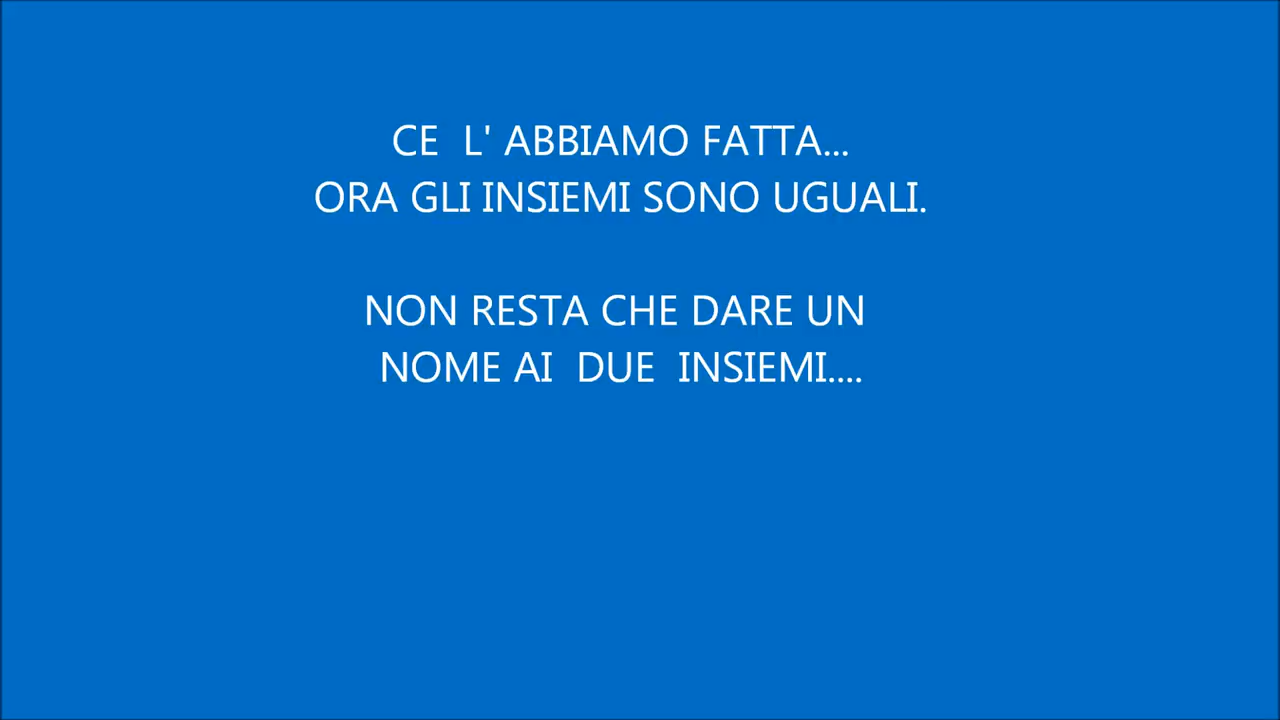 CE  L' ABBIAMO FATTA...
ORA GLI INSIEMI SONO UGUALI.
NON RESTA CHE DARE UN
NOME AI  DUE  INSIEMI....